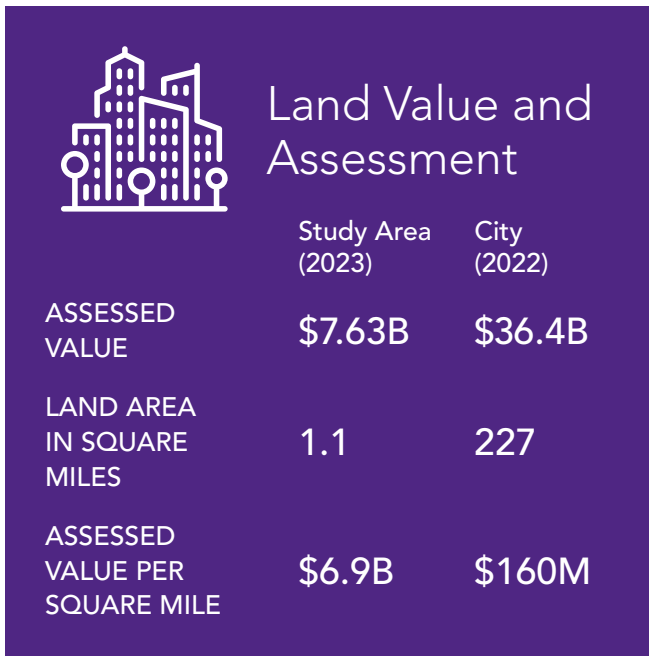 Land Value and
Assessment
Study Area
(2023)
City
(2022)
ASSESSED
VALUE
$7.63B
$36.4B
LAND AREA
IN SQUARE
MILES
1.1
227
ASSESSED
VALUE PER
SQUARE MILE
$6.9B
$160M